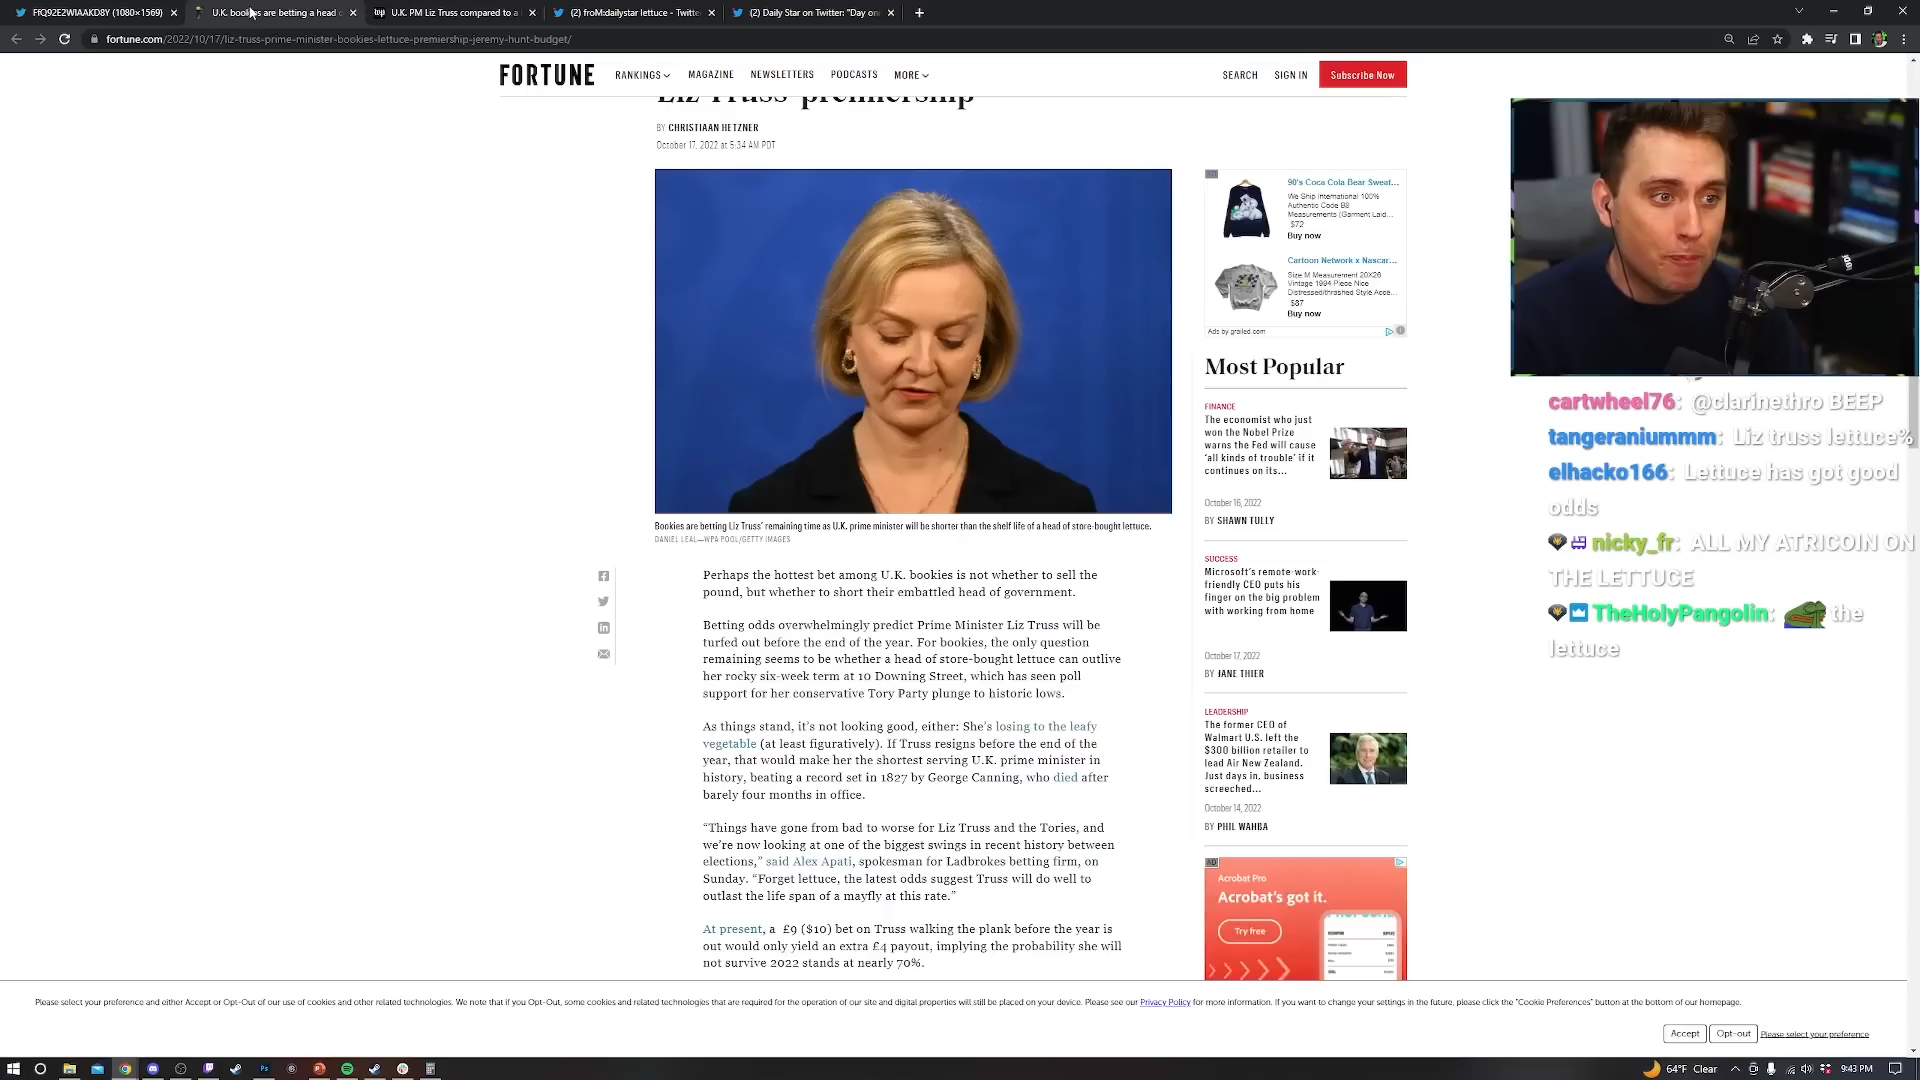 FfQ92E2WIAAKD8Y (1080×1569)
U.K. bookies are betting a head o
U.K. PM Liz Truss compared to a
(2) froM:dailystar lettuce - Twitte
(2) Daily Star on Twitter: "Day on
fortune.com/2022/10/17/liz-truss-prime-minister-bookies-lettuce-premiership-jeremy-hunt-budget/
FORTUNE
RANKINGS
MAGAZINE
NEWSLETTERS
PODCASTS
MORE
SEARCH
SIGN IN
Subscribe Now
Liz Truss' premiership
BY CHRISTIAAN HETZNER
October 17, 2022 at 5:34 AM PDT
Bookies are betting Liz Truss' remaining time as U.K. prime minister will be shorter than the shelf life of a head of store-bought lettuce.
DANIEL LEAL—WPA POOL/GETTY IMAGES
Perhaps the hottest bet among U.K. bookies is not whether to sell the
pound, but whether to short their embattled head of government.
Betting odds overwhelmingly predict Prime Minister Liz Truss will be
turfed out before the end of the year. For bookies, the only question
remaining seems to be whether a head of store-bought lettuce can outlive
her rocky six-week term at 10 Downing Street, which has seen poll
support for her conservative Tory Party plunge to historic lows.
As things stand, it's not looking good, either: She's losing to the leafy
vegetable (at least figuratively). If Truss resigns before the end of the
year, that would make her the shortest serving U.K. prime minister in
history, beating a record set in 1827 by George Canning, who died after
barely four months in office.
“Things have gone from bad to worse for Liz Truss and the Tories, and
we're now looking at one of the biggest swings in recent history between
elections,” said Alex Apati, spokesman for Ladbrokes betting firm, on
Sunday. “Forget lettuce, the latest odds suggest Truss will do well to
outlast the life span of a mayfly at this rate.”
At present, a £9 ($10) bet on Truss walking the plank before the year is
out would only yield an extra £4 payout, implying the probability she will
not survive 2022 stands at nearly 70%.
90's Coca Cola Bear Sweat...
We Ship International 100%
Authentic Code B8
Measurements (Garment Laid...
$72
Buy now
Cartoon Network x Nascar...
Size M Measurement 20X26
Vintage 1994 Piece Nice
Distressed/thrashed Style Acce...
$87
Buy now
Ads by grailed.com
Most Popular
FINANCE
The economist who just
won the Nobel Prize
warns the Fed will cause
'all kinds of trouble' if it
continues on its...
October 16, 2022
BY SHAWN TULLY
SUCCESS
Microsoft's remote-work-
friendly CEO puts his
finger on the big problem
with working from home
October 17, 2022
BY JANE THIER
LEADERSHIP
The former CEO of
Walmart U.S. left the
$300 billion retailer to
lead Air New Zealand.
Just days in, business
screeched...
October 14, 2022
BY PHIL WAHBA
AD
Acrobat Pro
Acrobat's got it.
Try free
cartwheel76: @clarinethro BEEP
tangeraniummm: Liz truss lettuce%
elhacko166: Lettuce has got good
odds
nicky_fr: ALL MY ATRICOIN ON
THE LETTUCE
TheHolyPangolin: the
lettuce
Please select your preference and either Accept or Opt-Out of our use of cookies and other related technologies. We note that if you Opt-Out, some cookies and related technologies that are required for the operation of our site and digital properties will still be placed on your device. Please see our Privacy Policy for more information. If you want to change your settings in the future, please click the "Cookie Preferences" button at the bottom of our homepage.
Accept
Opt-out
Please select your preference
64°F Clear
9:43 PM